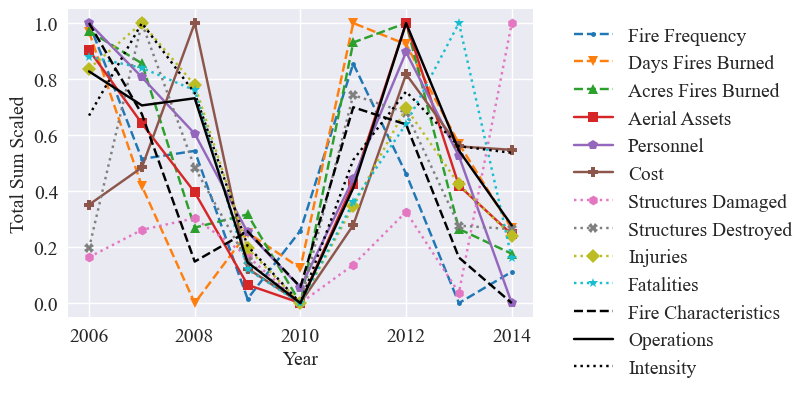 Total Sum Scaled
1.0
0.8
0.6
0.4
0.2
0.0
2006
2008
2010
2012
2014
Year
Fire Frequency
Days Fires Burned
Acres Fires Burned
Aerial Assets
Personnel
Cost
Structures Damaged
Structures Destroyed
Injuries
Fatalities
Fire Characteristics
Operations
Intensity